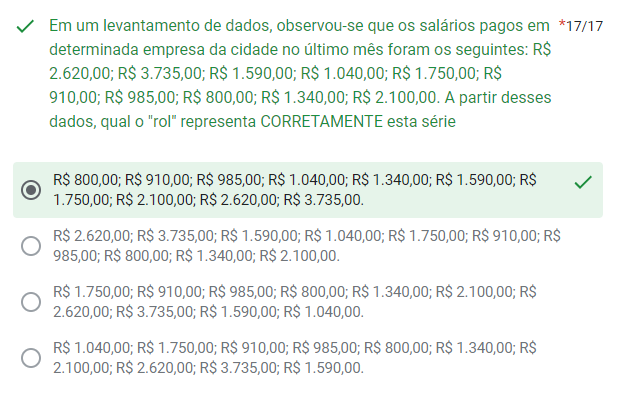 Em um levantamento de dados, observou-se que os salários pagos em *17/17
determinada empresa da cidade no último mês foram os seguintes: R$
2.620,00; R$ 3.735,00; R$ 1.590,00; R$ 1.040,00; R$ 1.750,00; R$
910,00; R$ 985,00; R$ 800,00; R$ 1.340,00; R$ 2.100,00. A partir desses
dados, qual o "rol" representa CORRETAMENTE esta série
R$ 800,00; R$ 910,00; R$ 985,00; R$ 1.040,00; R$ 1.340,00; R$ 1.590,00; R$
1.750,00; R$ 2.100,00; R$ 2.620,00; R$ 3.735,00.
R$ 2.620,00; R$ 3.735,00; R$ 1.590,00; R$ 1.040,00; R$ 1.750,00; R$ 910,00; R$
985,00; R$ 800,00; R$ 1.340,00; R$ 2.100,00.
R$ 1.750,00; R$ 910,00; R$ 985,00; R$ 800,00; R$ 1.340,00; R$ 2.100,00; R$
2.620,00; R$ 3.735,00; R$ 1.590,00; R$ 1.040,00.
R$ 1.040,00; R$ 1.750,00; R$ 910,00; R$ 985,00; R$ 800,00; R$ 1.340,00; R$
2.100,00; R$ 2.620,00; R$ 3.735,00; R$ 1.590,00.